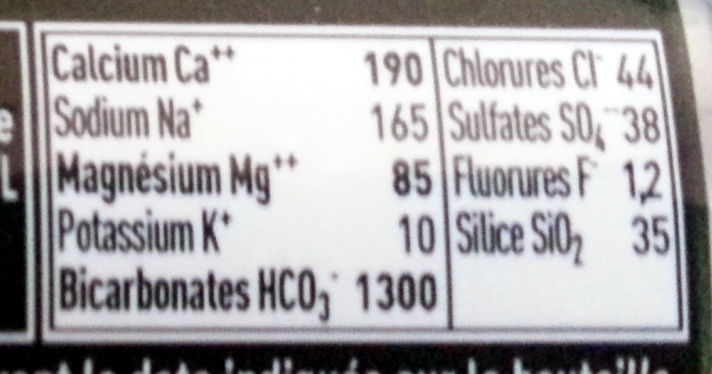 Calcium Ca⁺⁺ 190
Sodium Na⁺ 165
Magnésium Mg⁺⁺ 85
Potassium K⁺ 10
Bicarbonates HCO₃⁻ 1300
Chlorures Cl⁻ 44
Sulfates SO₄⁻⁻ 38
Fluorures F⁻ 1,2
Silice SiO₂ 35